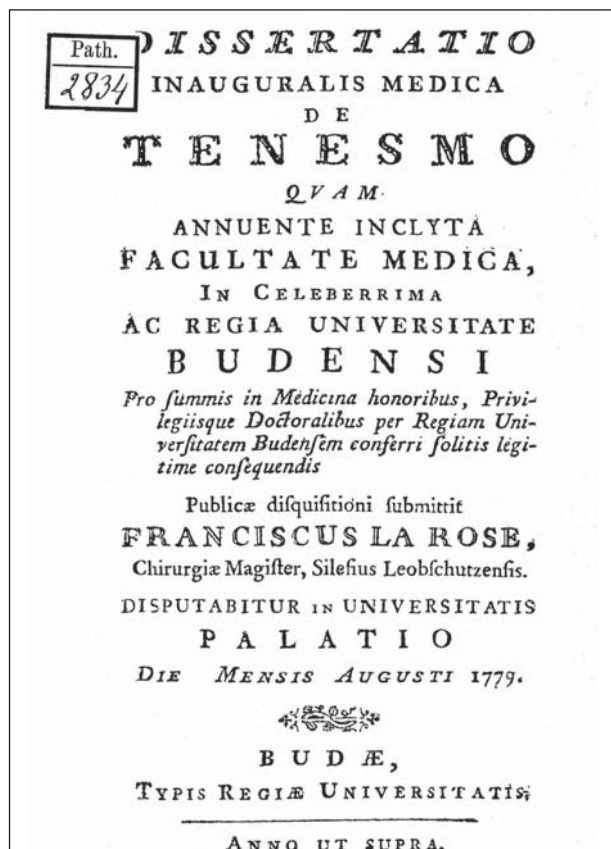 Path.
2834
DISSERTATIO
INAUGURALIS MEDICA
DE
TENESMO
QVAM
ANNUENTE INCLYTA
FACULTATE MEDICA,
IN CELEBERRIMA
AC REGIA UNIVERSITATE
BUDENSI
Pro ſummis in Medicina honoribus, Privi-
legiisque Doctoralibus per Regiam Uni-
verſitatem Budenſem conferri ſolitis legi-
time conſequendis
Publicæ diſquiſitioni ſubmittit
FRANCISCUS LA ROSE,
Chirurgiæ Magiſter, Sileſius Leobſchutzenſis.
DISPUTABITUR IN UNIVERSITATIS
PALATIO
DIE MENSIS AUGUSTI 1779.
BUDÆ,
TYPIS REGIÆ UNIVERSITATIS,
ANNO UT SUPRA.